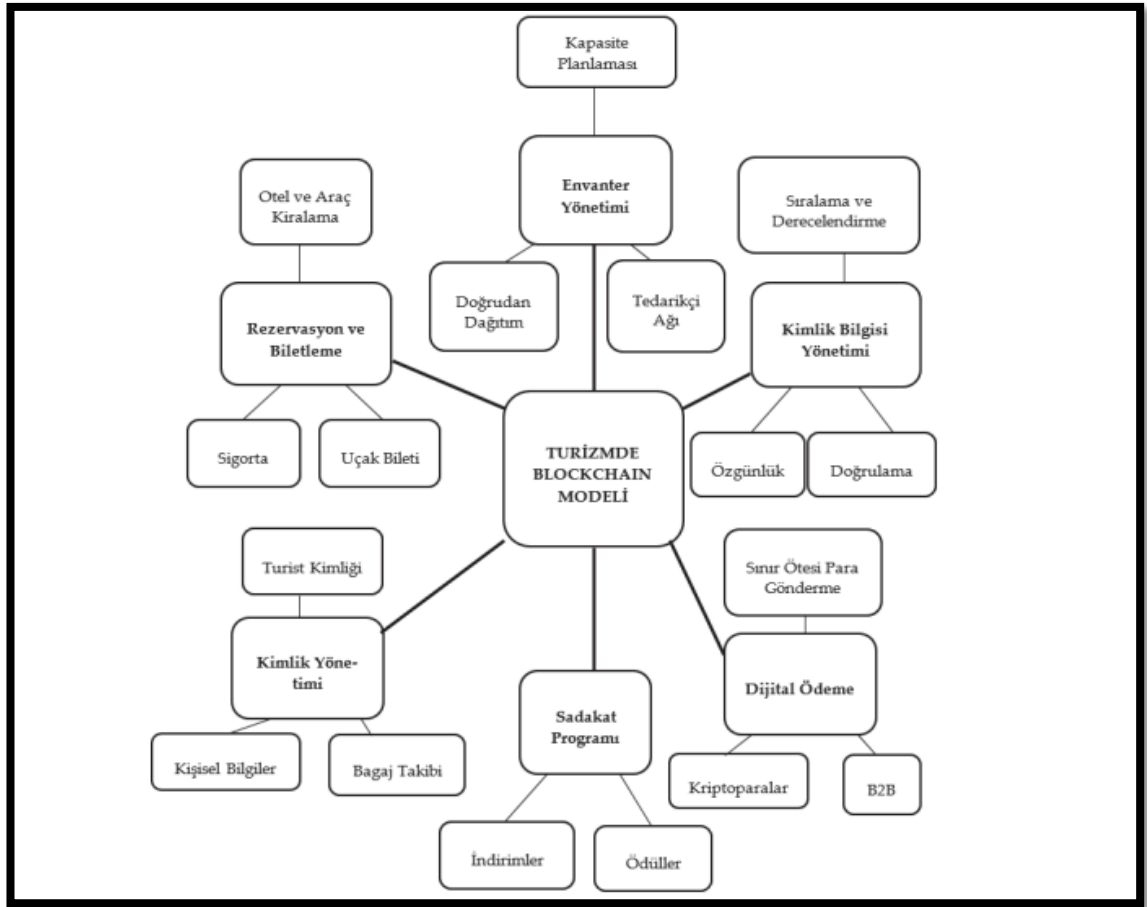 Kapasite
Planlaması
Envanter
Yönetimi
Otel ve Araç
Kiralama
Sıralama ve
Derecelendirme
Doğrudan
Dağıtım
Tedarikçi
Ağı
Rezervasyon ve
Biletleme
Kimlik Bilgisi
Yönetimi
Sigorta
Uçak Bileti
TURİZMDE
BLOCKCHAIN
MODELİ
Özgünlük
Doğrulama
Turist Kimliği
Sınır Ötesi Para
Gönderme
Kimlik Yöne-
timi
Sadakat
Programı
Dijital Ödeme
Kişisel Bilgiler
Bagaj Takibi
Kriptoparalar
B2B
İndirimler
Ödüller